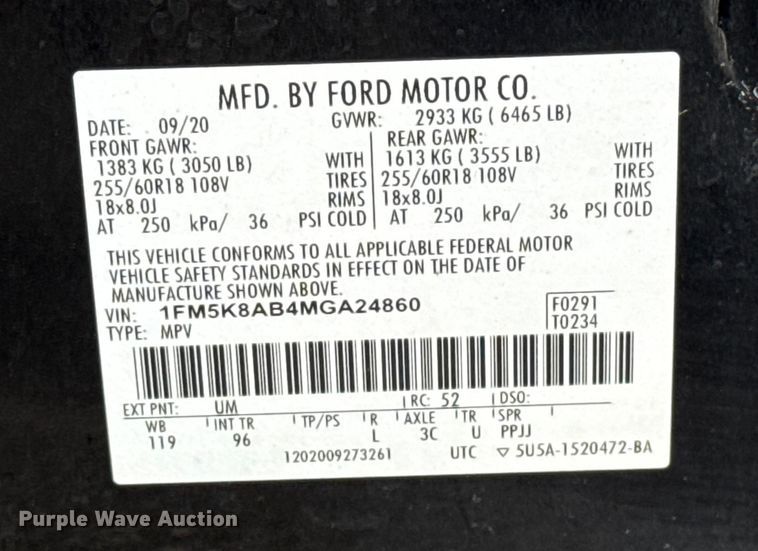 MFD. BY FORD MOTOR CO.
DATE: 09/20 GVWR: 2933 KG ( 6465 LB)
FRONT GAWR: REAR GAWR:
1383 KG ( 3050 LB) WITH 1613 KG ( 3555 LB) WITH
255/60R18 108V TIRES 255/60R18 108V TIRES
18x8.0J RIMS 18x8.0J RIMS
AT 250 kPa/ 36 PSI COLD AT 250 kPa/ 36 PSI COLD
THIS VEHICLE CONFORMS TO ALL APPLICABLE FEDERAL MOTOR
VEHICLE SAFETY STANDARDS IN EFFECT ON THE DATE OF
MANUFACTURE SHOWN ABOVE.
VIN: 1FM5K8AB4MGA24860 F0291
TYPE: MPV T0234
EXT PNT: UM RC: 52 DSO:
WB INT TR TP/PS R AXLE TR SPR
119 96 L 3C U PPJJ
1202009273261 UTC ▽ 5U5A-1520472-BA
Purple Wave Auction